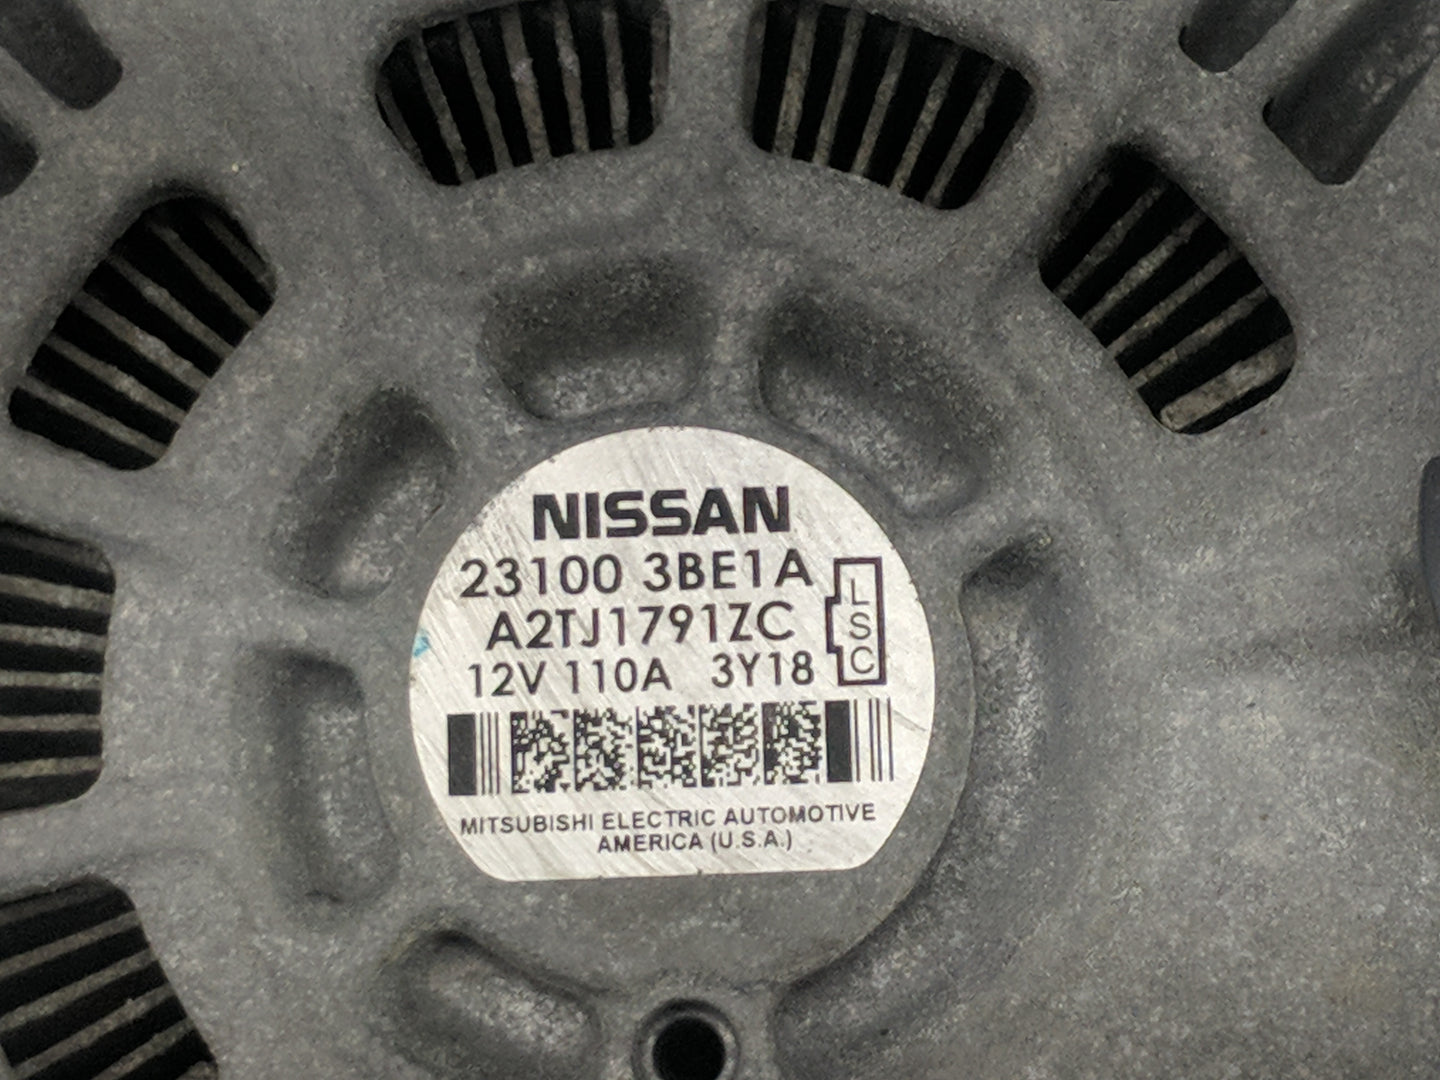 NISSAN
23100 3BE1A
A2TJ1791ZC
12V 110A 3Y18
L
S
C
MITSUBISHI ELECTRIC AUTOMOTIVE
AMERICA (U.S.A.)